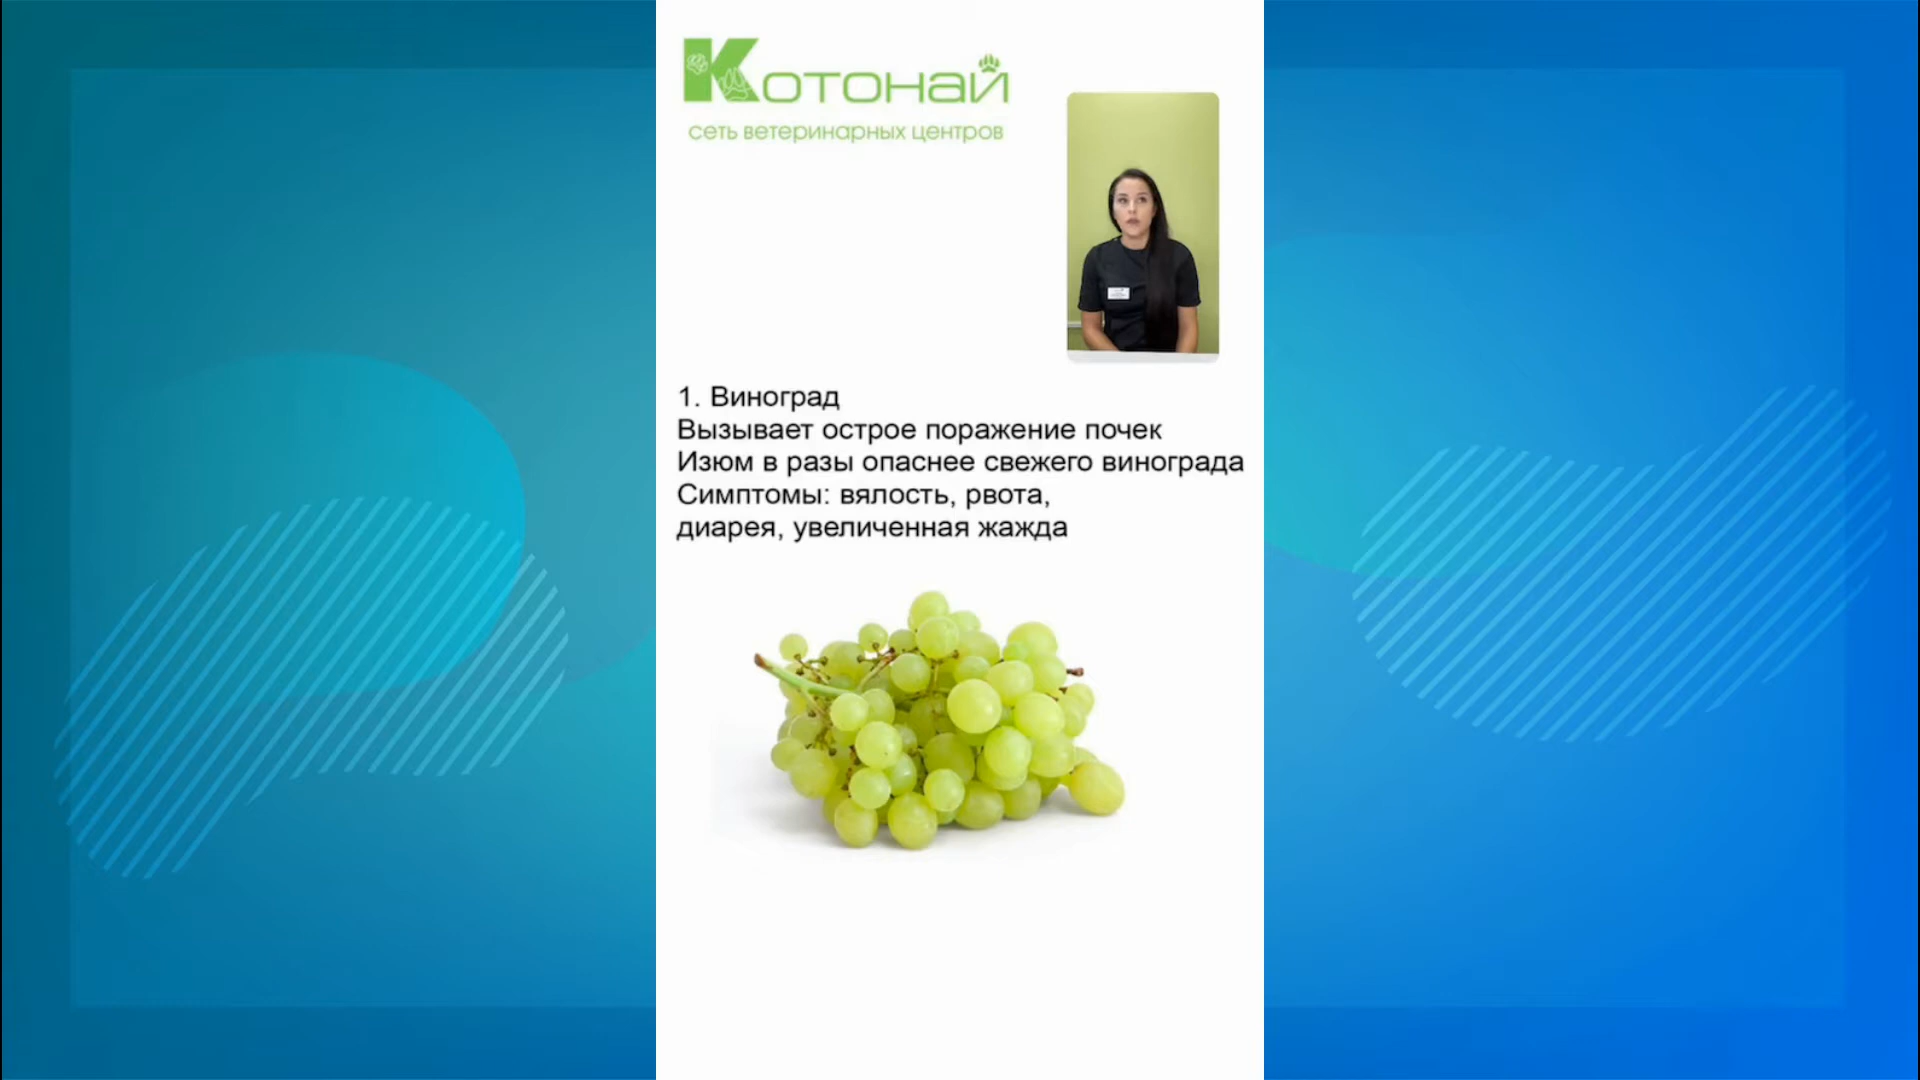 Котонай
сеть ветеринарных центров
1. Виноград
Вызывает острое поражение почек
Изюм в разы опаснее свежего винограда
Симптомы: вялость, рвота,
диарея, увеличенная жажда